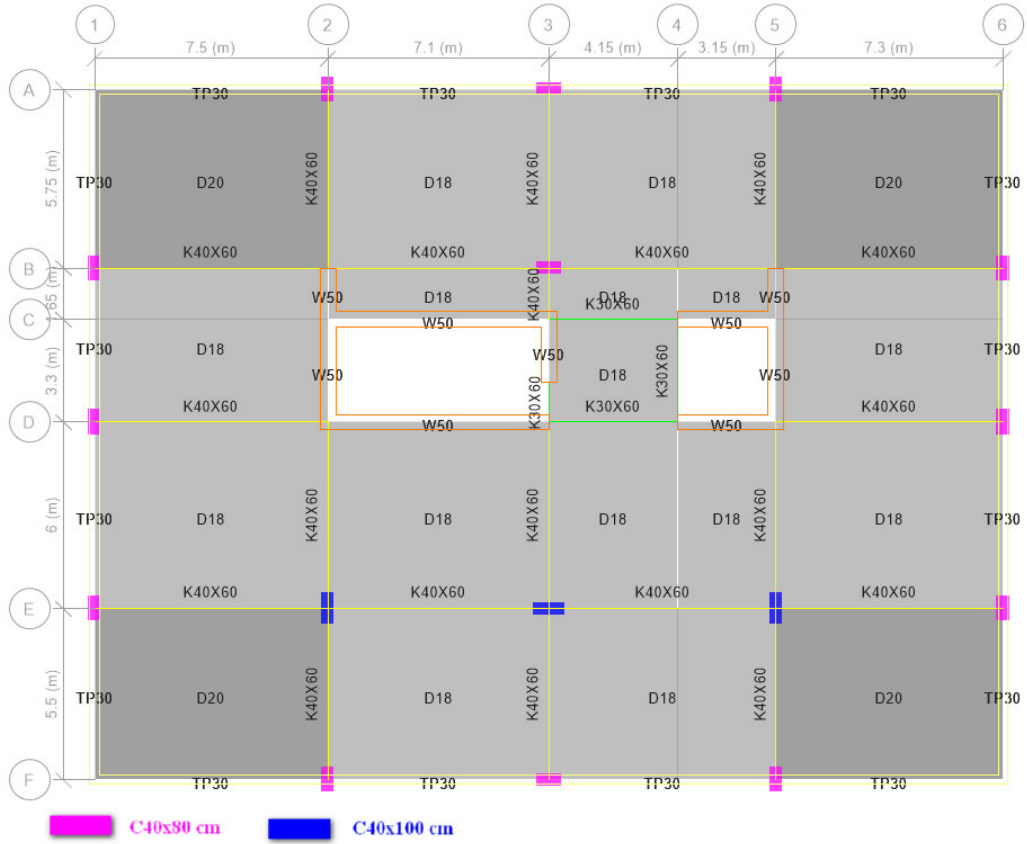 1 2 3 4 5 6
7.5 (m) 7.1 (m) 4.15 (m) 3.15 (m) 7.3 (m)
A TP30 TP30 TP30 TP30
5.75 (m) K40X60 K40X60 K40X60
TP30 D20 D18 D18 D20 TP30
K40X60 K40X60 K40X60 K40X60
B
65 (m) W50 D18 K40X60 D18 D18 W50
K30X60
C W50 W50
TP30 D18 W50 D18 TP30
3.3 (m) W50 D18 K30X60 W50
K40X60 K30X60 K30X60 K40X60
D W50 W50
6 (m) K40X60 K40X60 K40X60
TP30 D18 D18 D18 D18 D18 TP30
K40X60 K40X60 K40X60 K40X60
E
5.5 (m) K40X60 K40X60 K40X60
TP30 D20 D18 D18 D20 TP30
F TP30 TP30 TP30 TP30
C40x80 cm C40x100 cm